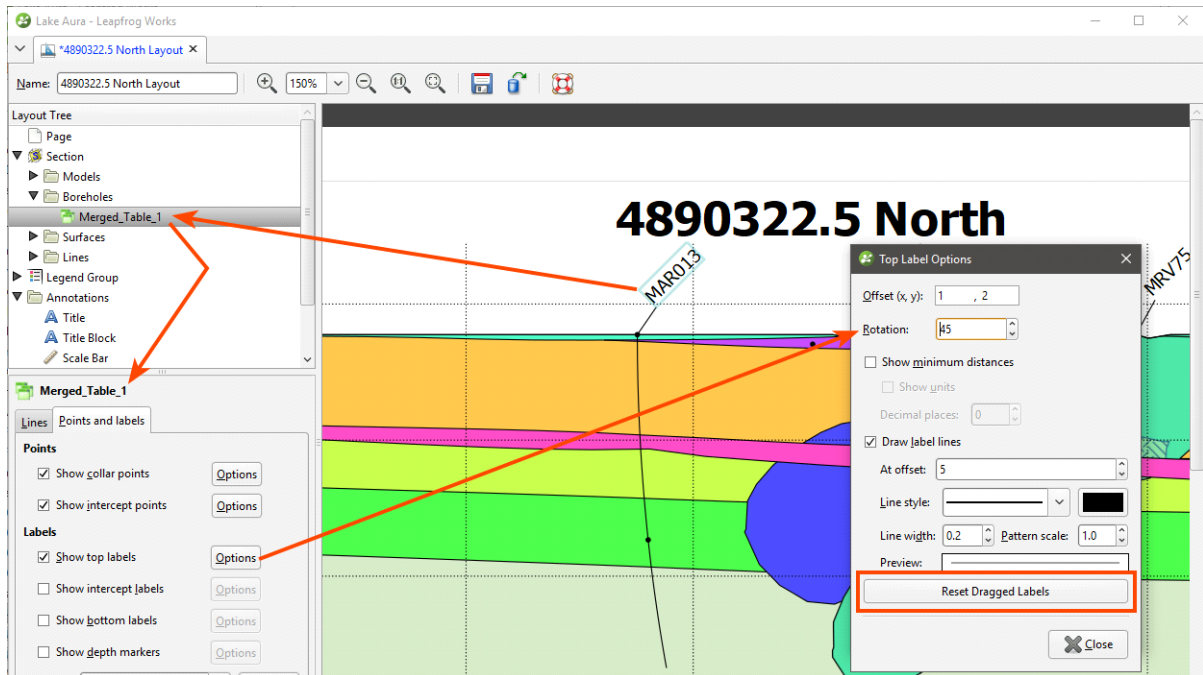 Lake Aura - Leapfrog Works
*4890322.5 North Layout
Name: 4890322.5 North Layout 150%
Layout Tree
Page
Section
Models
Boreholes
Merged_Table_1
Surfaces
Lines
Legend Group
Annotations
Title
Title Block
Scale Bar
Merged_Table_1
Lines Points and labels
Points
Show collar points Options
Show intercept points Options
Labels
Show top labels Options
Show intercept labels Options
Show bottom labels Options
Show depth markers Options
4890322.5 North
MAR013
MRV75
Top Label Options
Offset (x, y): 1 , 2
Rotation: 45
Show minimum distances
Show units
Decimal places: 0
Draw label lines
At offset: 5
Line style:
Line width: 0.2 Pattern scale: 1.0
Preview:
Reset Dragged Labels
Close